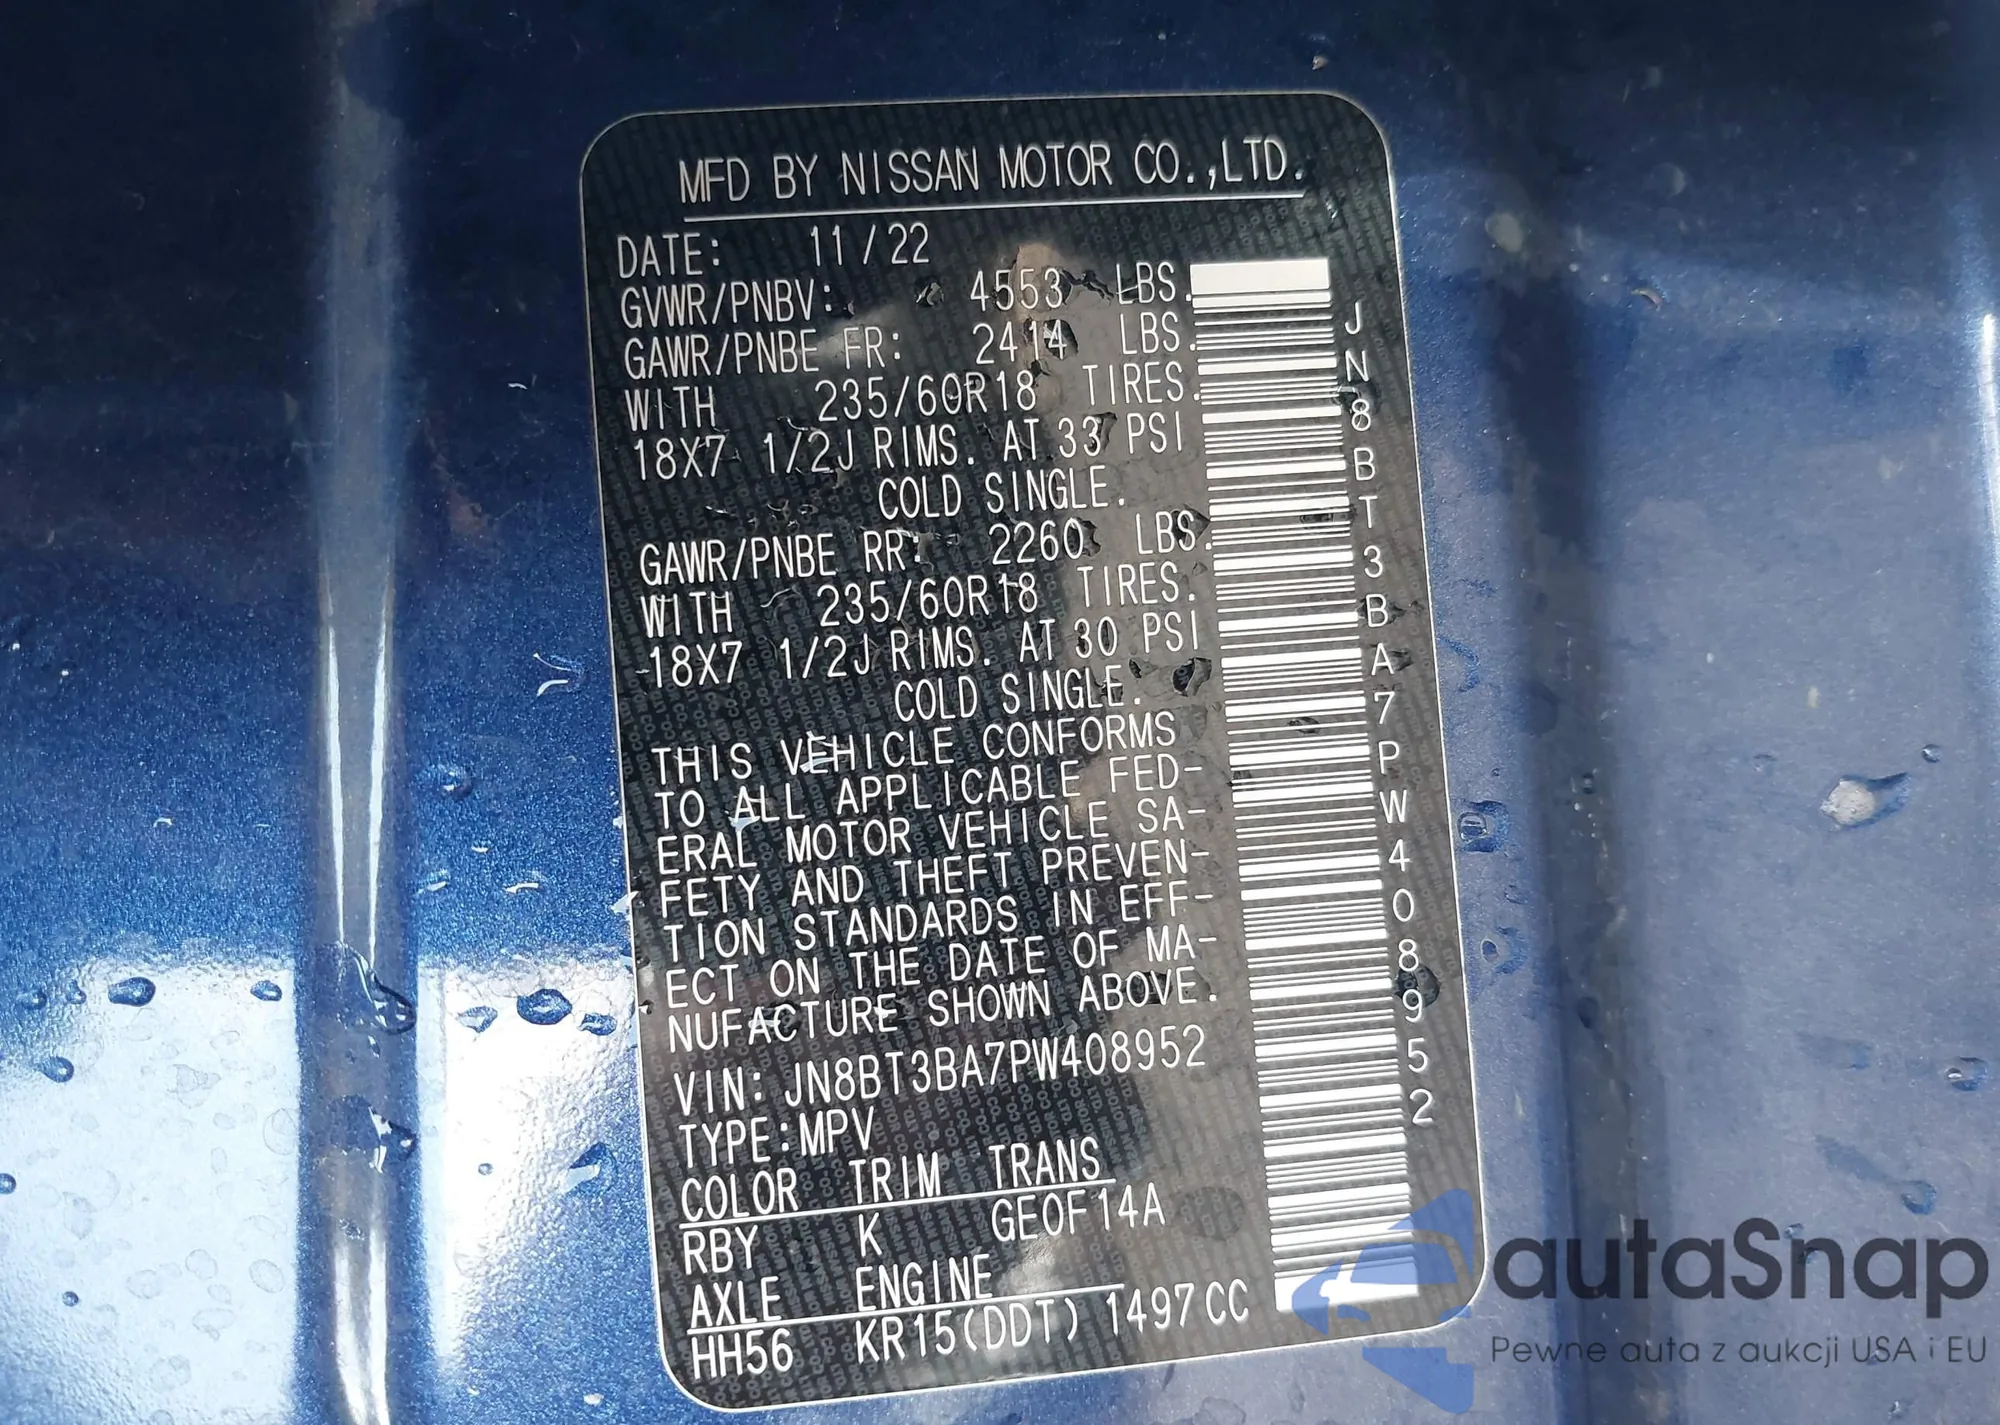 MFD BY NISSAN MOTOR CO.,LTD.
DATE: 11/22
GVWR/PNBV: 4553 LBS.
GAWR/PNBE FR: 2414 LBS.
WITH 235/60R18 TIRES.
18X7 1/2J RIMS. AT 33 PSI
COLD SINGLE.
GAWR/PNBE RR: 2260 LBS.
WITH 235/60R18 TIRES.
18X7 1/2J RIMS. AT 30 PSI
COLD SINGLE.
THIS VEHICLE CONFORMS
TO ALL APPLICABLE FED-
ERAL MOTOR VEHICLE SA-
FETY AND THEFT PREVEN-
TION STANDARDS IN EFF-
ECT ON THE DATE OF MA-
NUFACTURE SHOWN ABOVE.
VIN: JN8BT3BA7PW408952
TYPE:MPV
COLOR TRIM TRANS
RBY K GE0F14A
AXLE ENGINE
HH56 KR15(DDT) 1497CC
JN8BT3BA7PW408952
autaSnap
Pewne auta z aukcji USA i EU